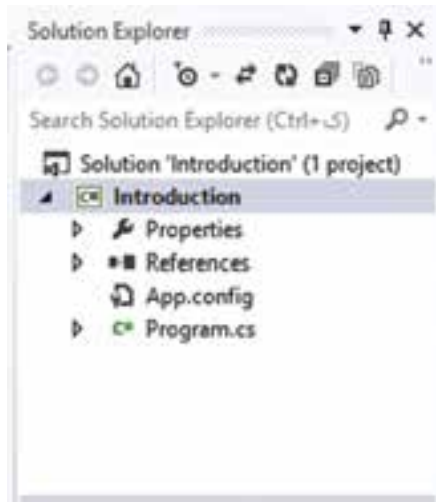 Solution Explorer
Search Solution Explorer (Ctrl+ک)
Solution 'Introduction' (1 project)
C# Introduction
Properties
References
App.config
C# Program.cs